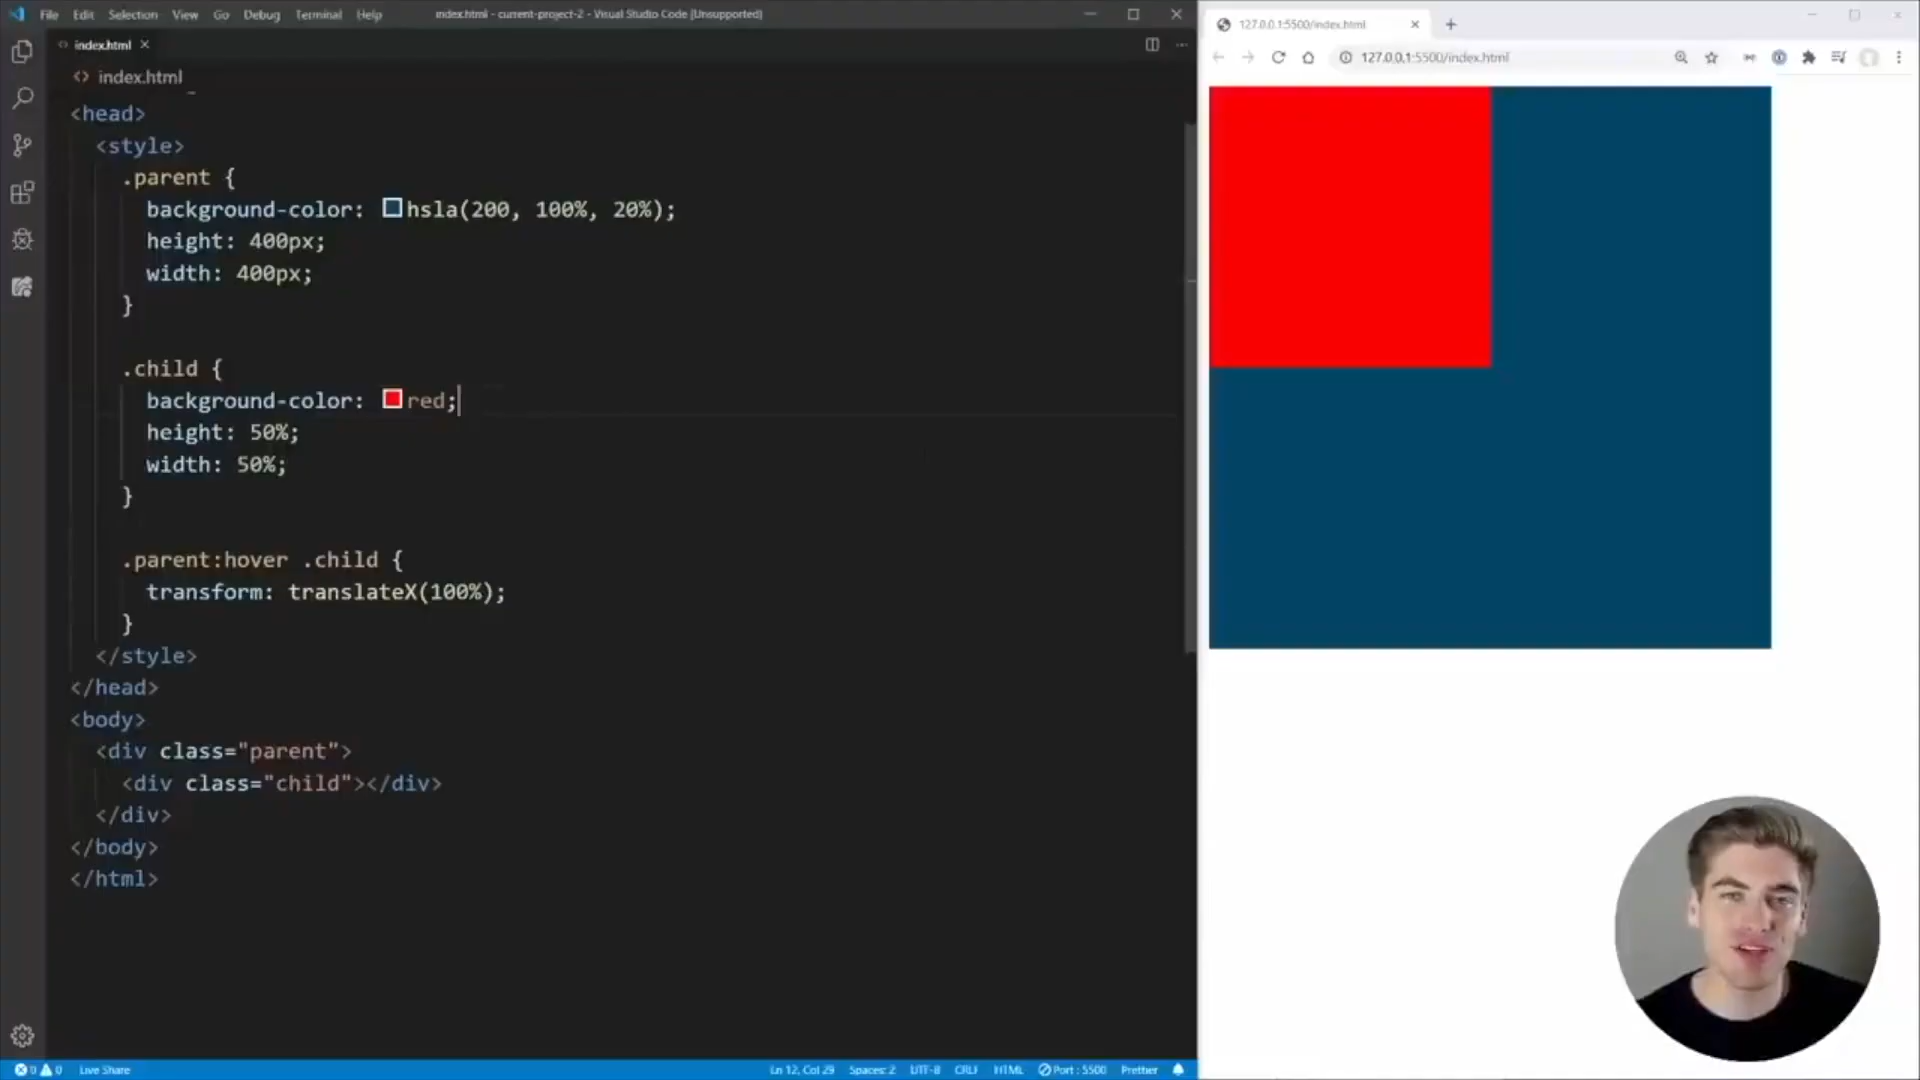 File Edit Selection View Go Debug Terminal Help
index.html - current-project-2 - Visual Studio Code [Unsupported]
index.html
index.html
<head>
<style>
.parent {
background-color: hsla(200, 100%, 20%);
height: 400px;
width: 400px;
}
.child {
background-color: red;
height: 50%;
width: 50%;
}
.parent:hover .child {
transform: translateX(100%);
}
</style>
</head>
<body>
<div class="parent">
<div class="child"></div>
</div>
</body>
</html>
0 0 Live Share
Ln 12, Col 29 Spaces: 2 UTF-8 CRLF HTML Port : 5500 Prettier
127.0.0.1:5500/index.html
127.0.0.1:5500/index.html